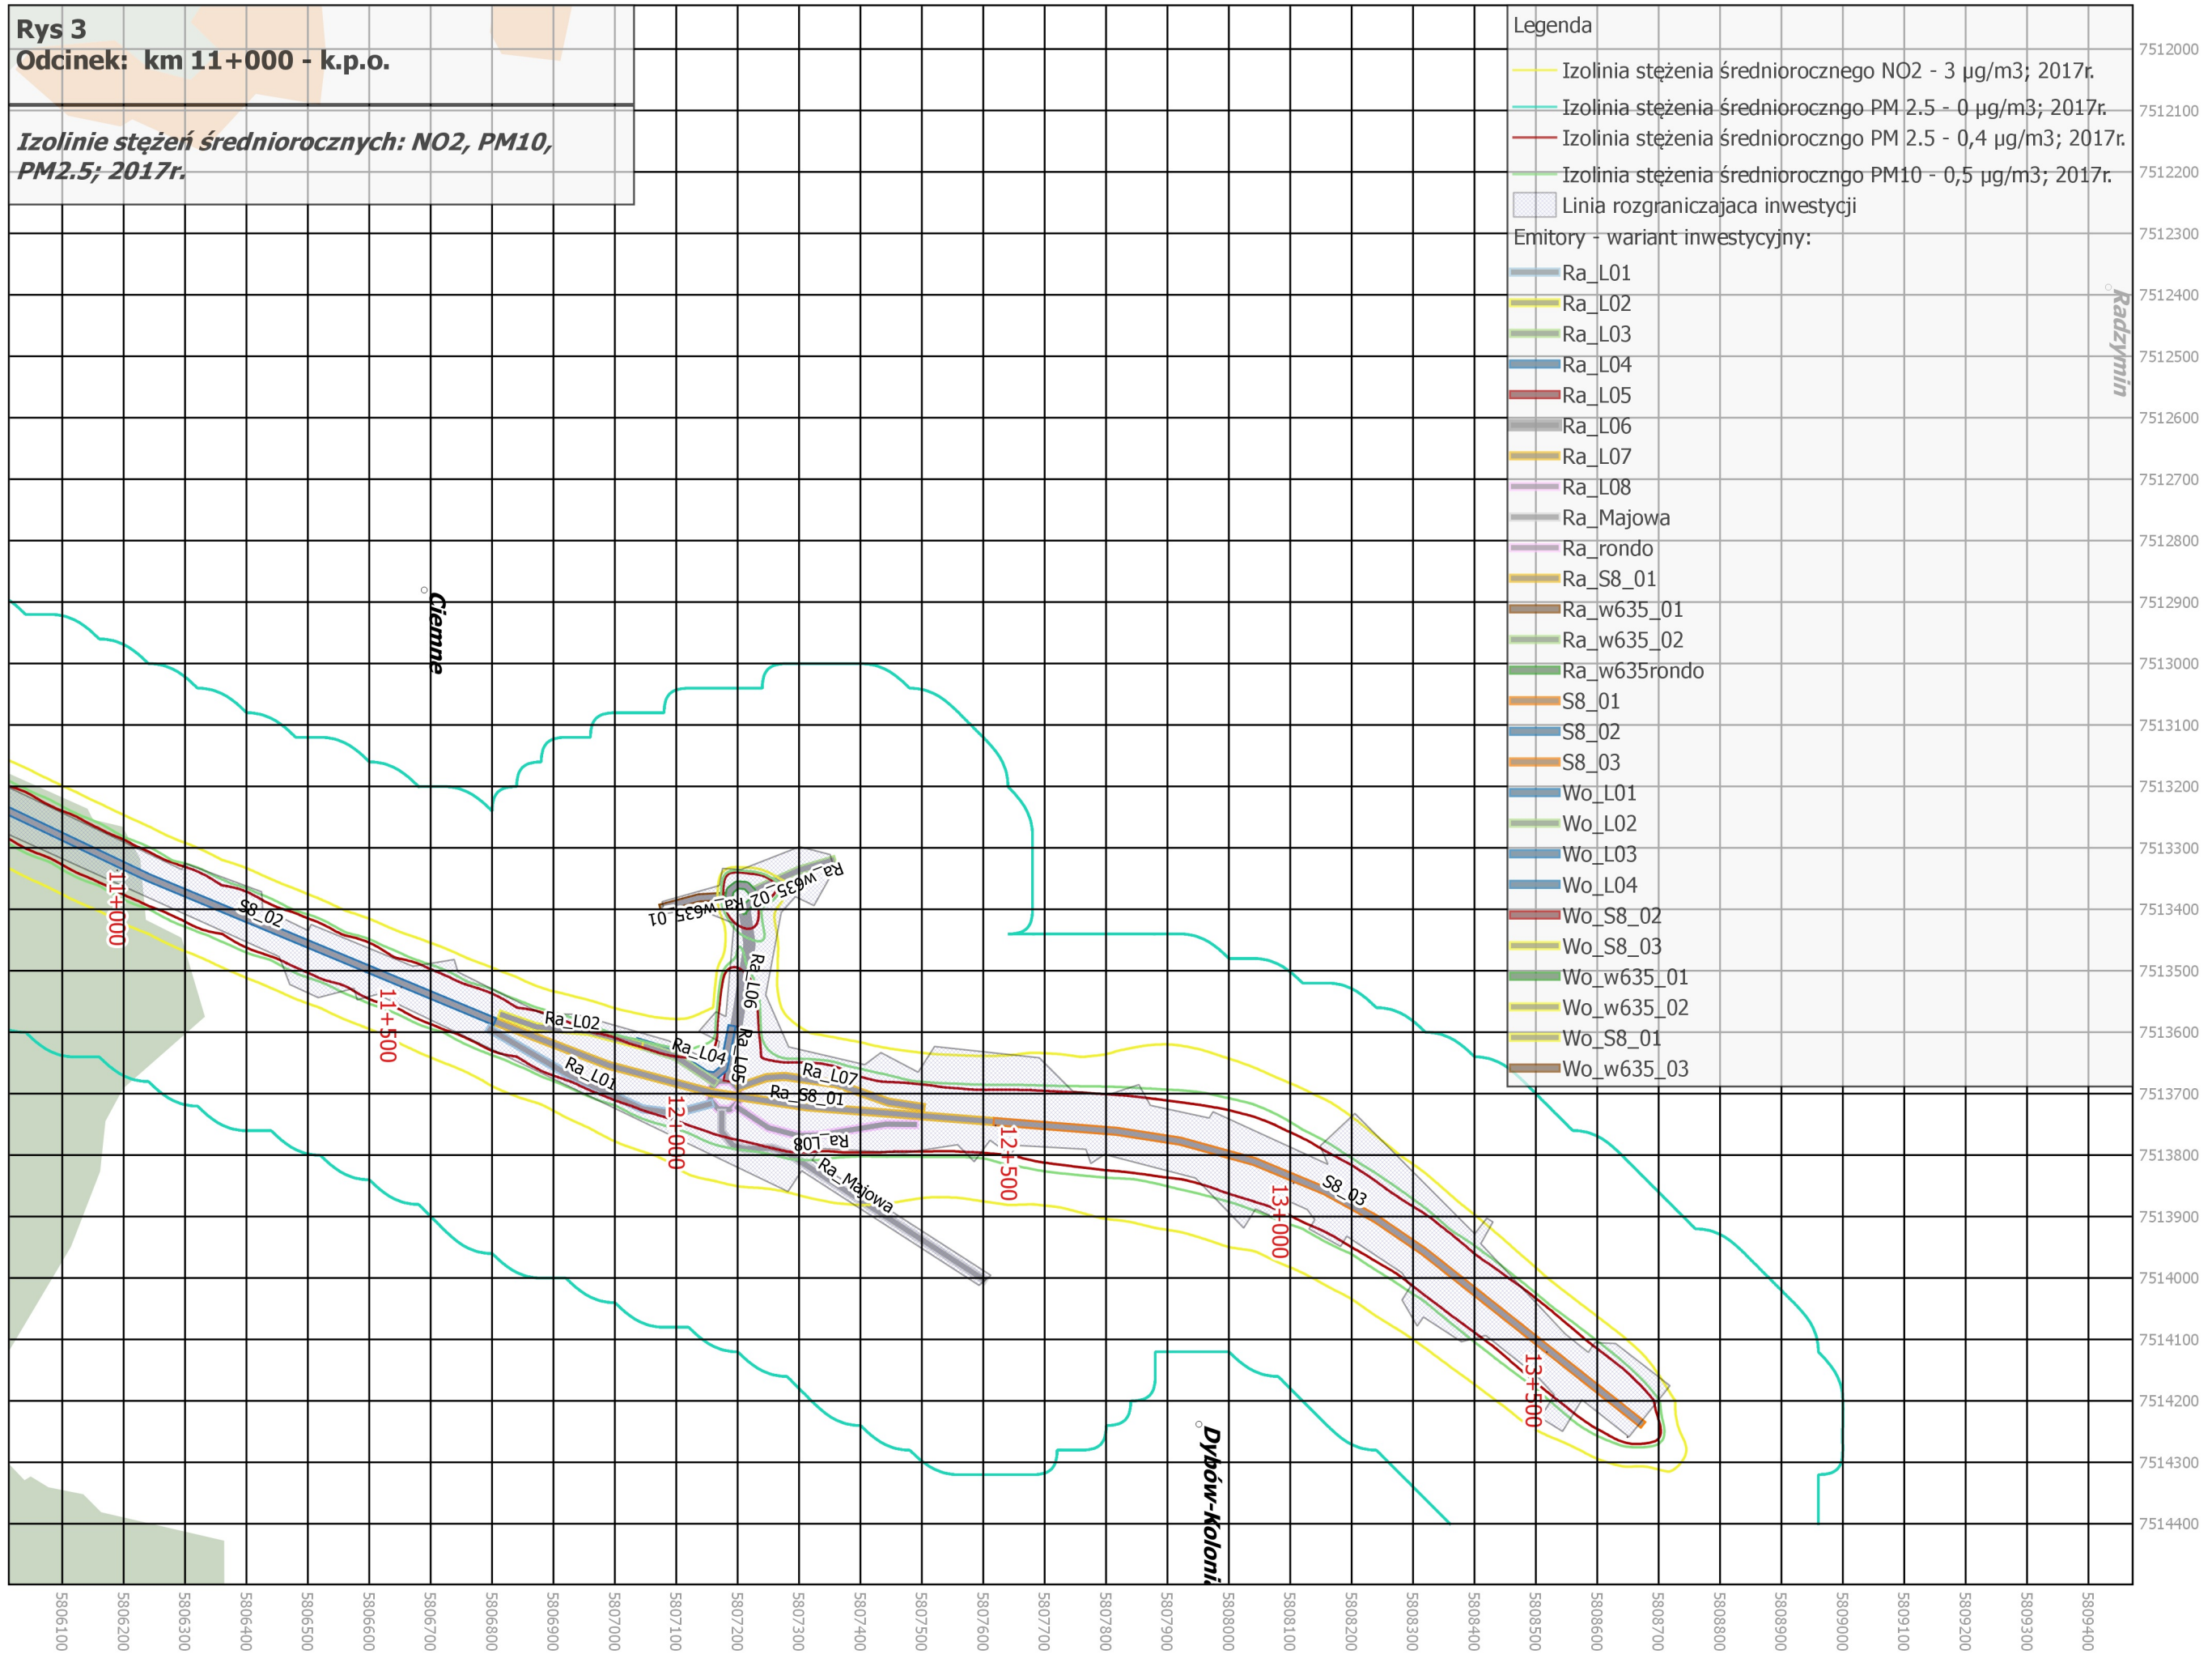 Rys 3
Odcinek: km 11+000 - k.p.o.
Izolinie stężeń średniorocznych: NO2, PM10,
PM2.5; 2017r.
Legenda
Izolinia stężenia średniorocznego NO2 - 3 µg/m3; 2017r.
Izolinia stężenia średnioroczngo PM 2.5 - 0 µg/m3; 2017r.
Izolinia stężenia średnioroczngo PM 2.5 - 0,4 µg/m3; 2017r.
Izolinia stężenia średnioroczngo PM10 - 0,5 µg/m3; 2017r.
Linia rozgraniczajaca inwestycji
Emitory - wariant inwestycyjny:
Ra_L01
Ra_L02
Ra_L03
Ra_L04
Ra_L05
Ra_L06
Ra_L07
Ra_L08
Ra_Majowa
Ra_rondo
Ra_S8_01
Ra_w635_01
Ra_w635_02
Ra_w635rondo
S8_01
S8_02
S8_03
Wo_L01
Wo_L02
Wo_L03
Wo_L04
Wo_S8_02
Wo_S8_03
Wo_w635_01
Wo_w635_02
Wo_S8_01
Wo_w635_03
7512000
7512100
7512200
7512300
7512400
7512500
7512600
7512700
7512800
7512900
7513000
7513100
7513200
7513300
7513400
7513500
7513600
7513700
7513800
7513900
7514000
7514100
7514200
7514300
7514400
Radzymin
Ciemne
Ra_w635_02
Ra_w635_01
11+000
S8_02
11+500
Ra_L06
Ra_L02
Ra_L04
Ra_L05
Ra_L01
Ra_L07
Ra_S8_01
12+000
Ra_L08
Ra_Majowa
12+500
S8_03
13+000
13+500
Dybów-Koloni
5806100
5806200
5806300
5806400
5806500
5806600
5806700
5806800
5806900
5807000
5807100
5807200
5807300
5807400
5807500
5807600
5807700
5807800
5807900
5808000
5808100
5808200
5808300
5808400
5808500
5808600
5808700
5808800
5808900
5809000
5809100
5809200
5809300
5809400